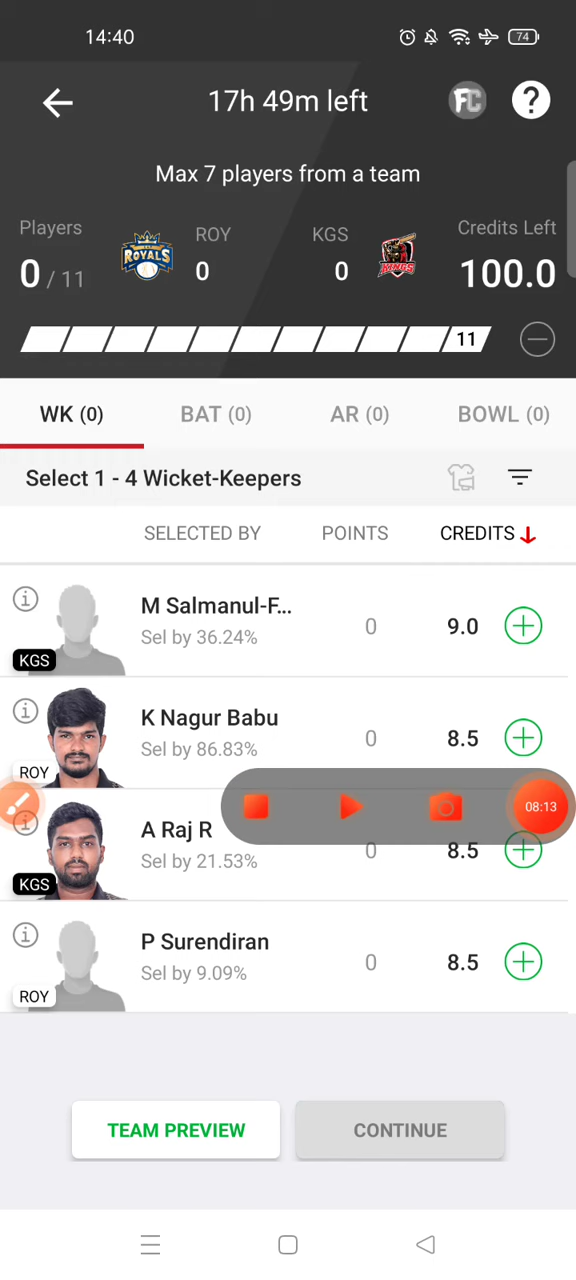 14:40
74
17h 49m left
FC
?
Max 7 players from a team
Players
ROY
KGS
Credits Left
0 / 11
ROYALS
0
0
KINGS
100.0
11
WK (0)
BAT (0)
AR (0)
BOWL (0)
Select 1 - 4 Wicket-Keepers
SELECTED BY
POINTS
CREDITS
M Salmanul-F...
Sel by 36.24%
0
9.0
KGS
K Nagur Babu
Sel by 86.83%
0
8.5
ROY
08:13
A Raj R
Sel by 21.53%
0
8.5
KGS
P Surendiran
Sel by 9.09%
0
8.5
ROY
TEAM PREVIEW
CONTINUE